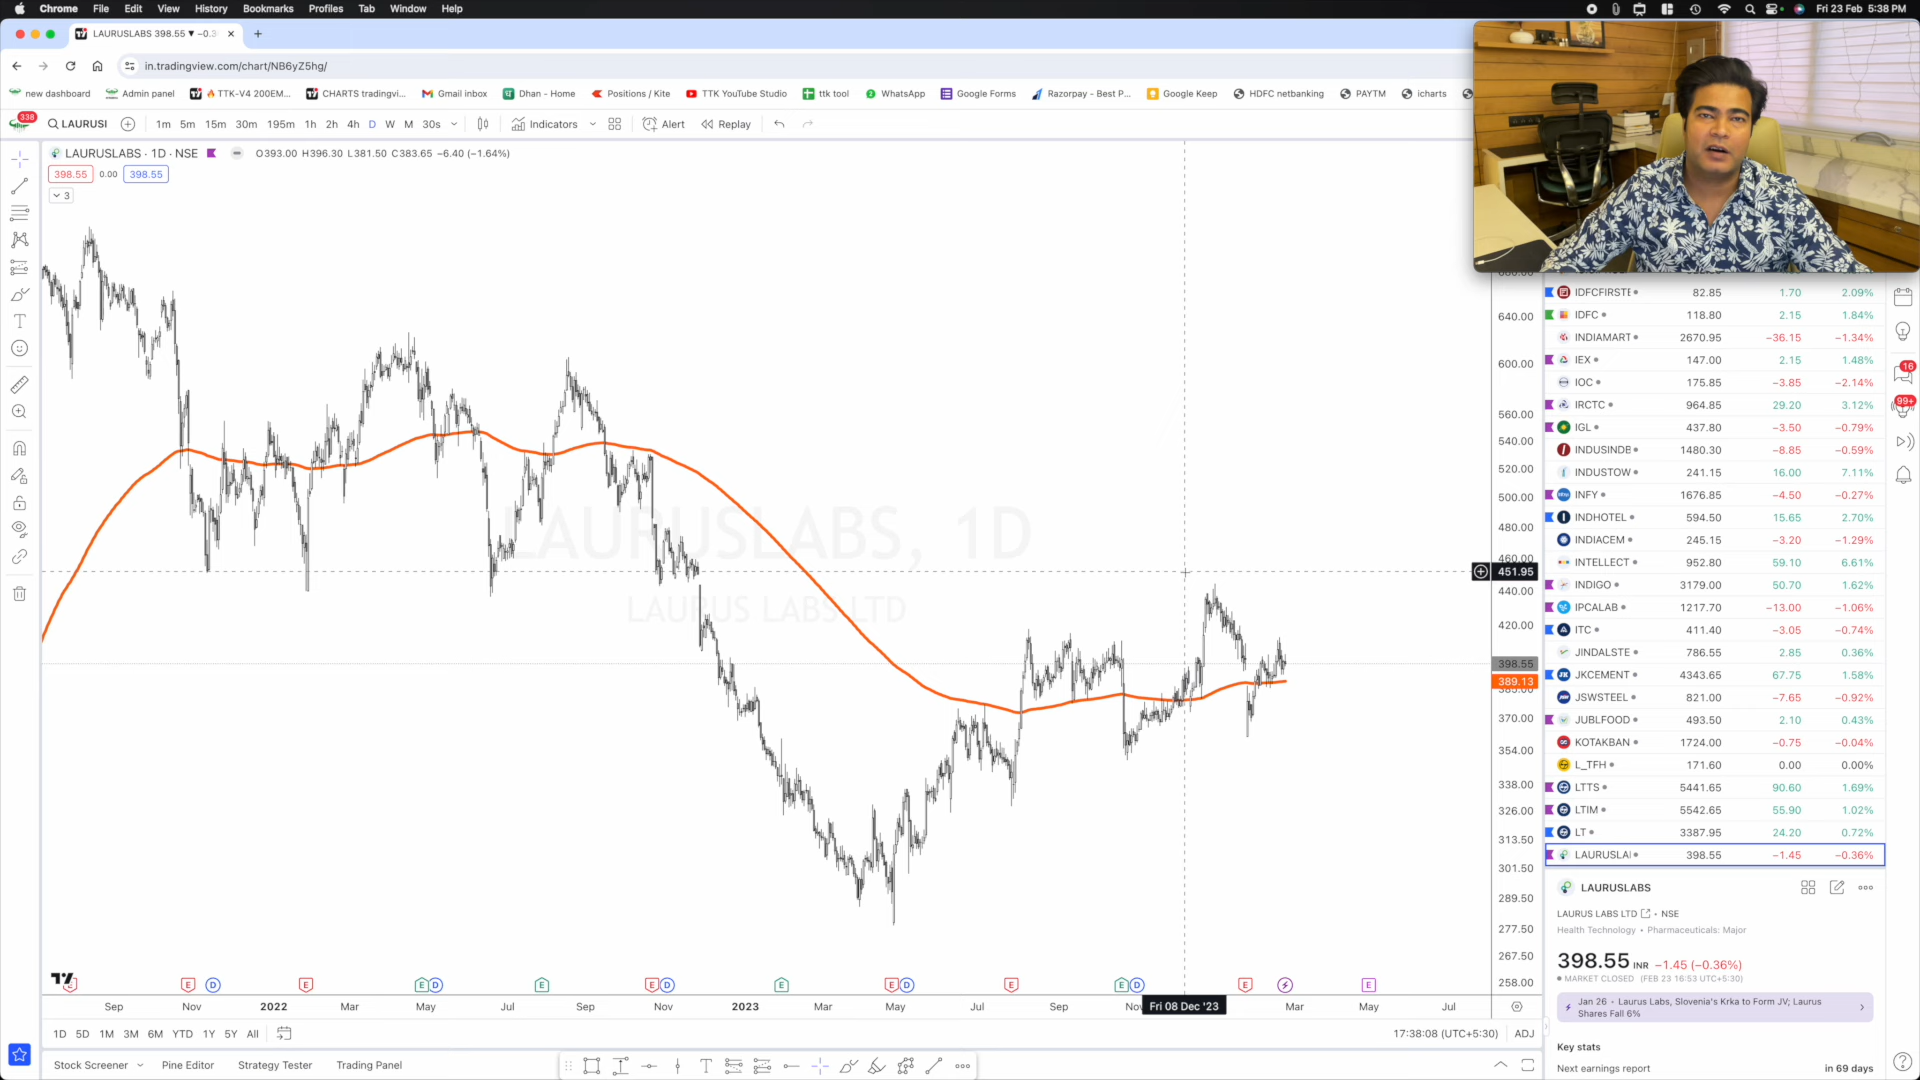 Chrome File Edit View History Bookmarks Profiles Tab Window Help Fri 23 Feb 5:38 PM
LAURUSLABS 398.55 ▼ −0.3
in.tradingview.com/chart/NB6yZ5hg/
new dashboard Admin panel TTK-V4 200EM... CHARTS tradingvi... Gmail inbox Dhan - Home Positions / Kite TTK YouTube Studio ttk tool WhatsApp Google Forms Razorpay - Best P... Google Keep HDFC netbanking PAYTM icharts
338 LAURUSI 1m 5m 15m 30m 195m 1h 2h 4h D W M 30s Indicators Alert Replay
LAURUSLABS · 1D · NSE O393.00 H396.30 L381.50 C383.65 −6.40 (−1.64%)
398.55 0.00 398.55
3
LAURUSLABS, 1D
LAURUS LABS LTD
640.00
600.00
560.00
540.00
520.00
500.00
480.00
460.00
451.95
440.00
420.00
398.55
389.13
370.00
354.00
338.00
326.00
313.50
301.50
289.50
277.50
267.50
258.00
E E D E E D E E D E E D E E D E E
Sep Nov 2022 Mar May Jul Sep Nov 2023 Mar May Jul Sep Nov Fri 08 Dec '23 Mar May Jul
1D 5D 1M 3M 6M YTD 1Y 5Y All 17:38:08 (UTC+5:30) ADJ
Stock Screener Pine Editor Strategy Tester Trading Panel
IDFCFIRSTE 82.85 1.70 2.09%
IDFC 118.80 2.15 1.84%
INDIAMART 2670.95 −36.15 −1.34%
IEX 147.00 2.15 1.48%
IOC 175.85 −3.85 −2.14%
IRCTC 964.85 29.20 3.12%
IGL 437.80 −3.50 −0.79%
INDUSINDB 1480.30 −8.85 −0.59%
INDUSTOW 241.15 16.00 7.11%
INFY 1676.85 −4.50 −0.27%
INDHOTEL 594.50 15.65 2.70%
INDIACEM 245.15 −3.20 −1.29%
INTELLECT 952.80 59.10 6.61%
INDIGO 3179.00 50.70 1.62%
IPCALAB 1217.70 −13.00 −1.06%
ITC 411.40 −3.05 −0.74%
JINDALSTE 786.55 2.85 0.36%
JKCEMENT 4343.65 67.75 1.58%
JSWSTEEL 821.00 −7.65 −0.92%
JUBLFOOD 493.50 2.10 0.43%
KOTAKBAN 1724.00 −0.75 −0.04%
L_TFH 171.60 0.00 0.00%
LTTS 5441.65 90.60 1.69%
LTIM 5542.65 55.90 1.02%
LT 3387.95 24.20 0.72%
LAURUSLAI 398.55 −1.45 −0.36%
16
99+
LAURUSLABS
LAURUS LABS LTD • NSE
Health Technology • Pharmaceuticals: Major
398.55 INR −1.45 (−0.36%)
MARKET CLOSED (FEB 23 16:53 UTC+5:30)
Jan 26 • Laurus Labs, Slovenia's Krka to Form JV; Laurus
Shares Fall 6%
Key stats
Next earnings report in 69 days